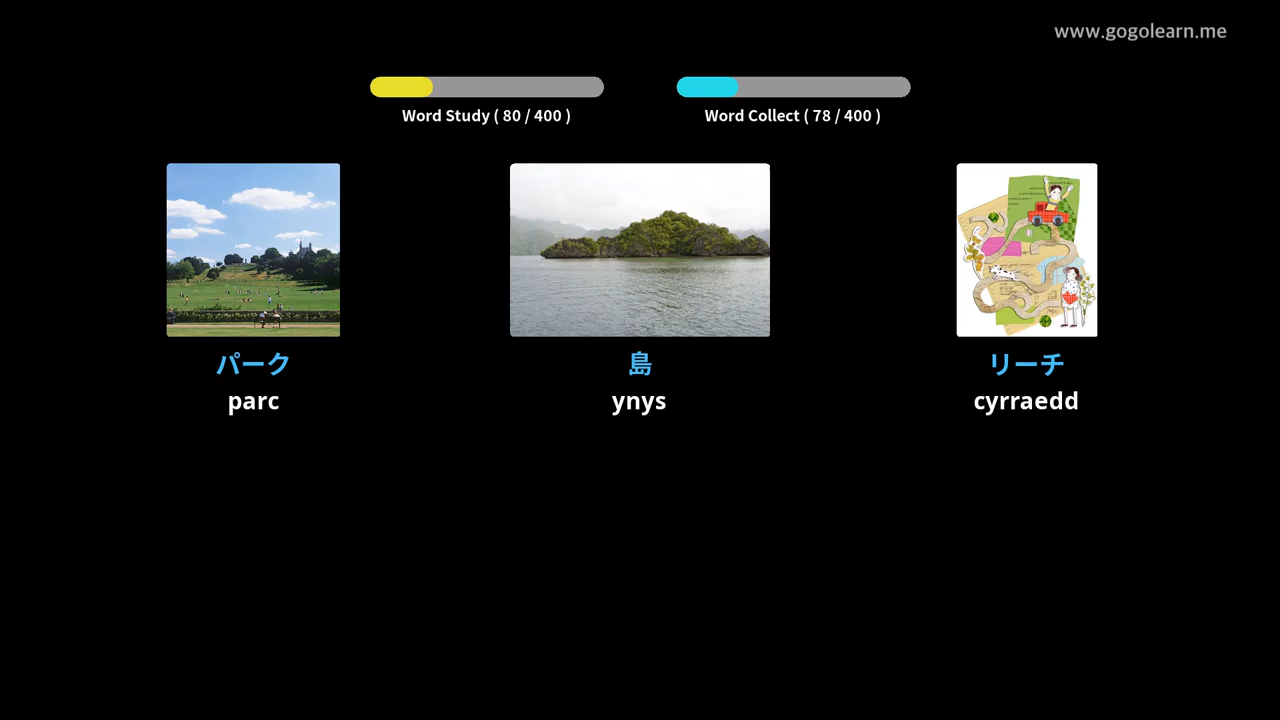 www.gogolearn.me
Word Study ( 80 / 400 )
Word Collect ( 78 / 400 )
パーク
島
リーチ
parc
ynys
cyrraedd